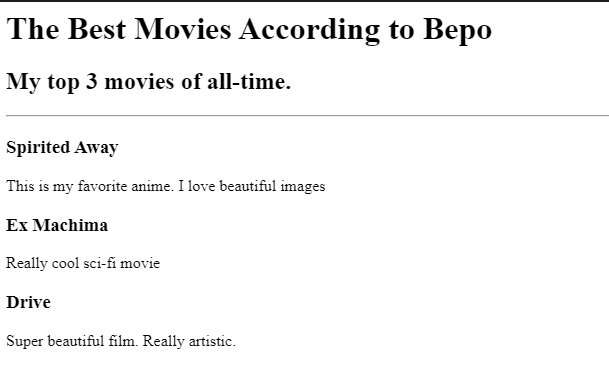 The Best Movies According to Bepo
My top 3 movies of all-time.
Spirited Away
This is my favorite anime. I love beautiful images
Ex Machima
Really cool sci-fi movie
Drive
Super beautiful film. Really artistic.